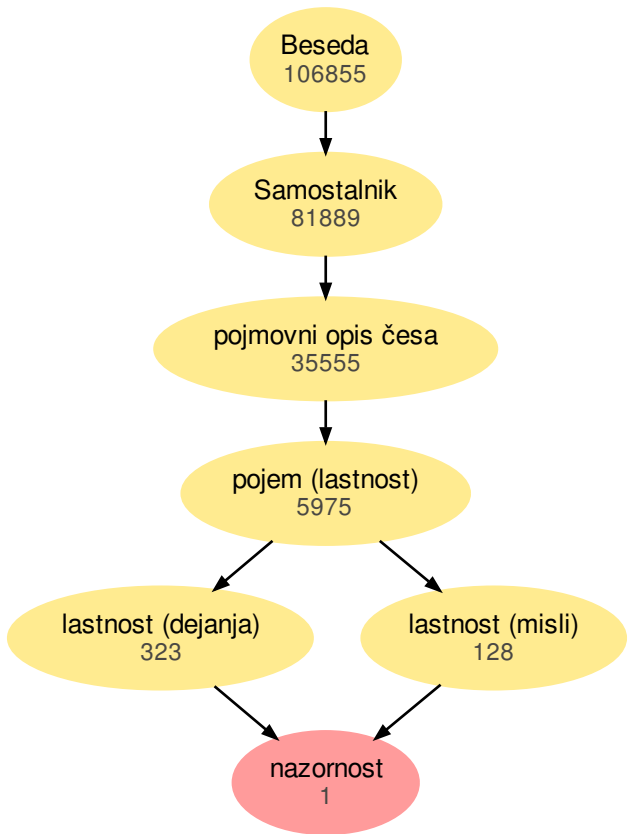 Beseda
106855
Samostalnik
81889
pojmovni opis česa
35555
pojem (lastnost)
5975
lastnost (dejanja)
323
lastnost (misli)
128
nazornost
1